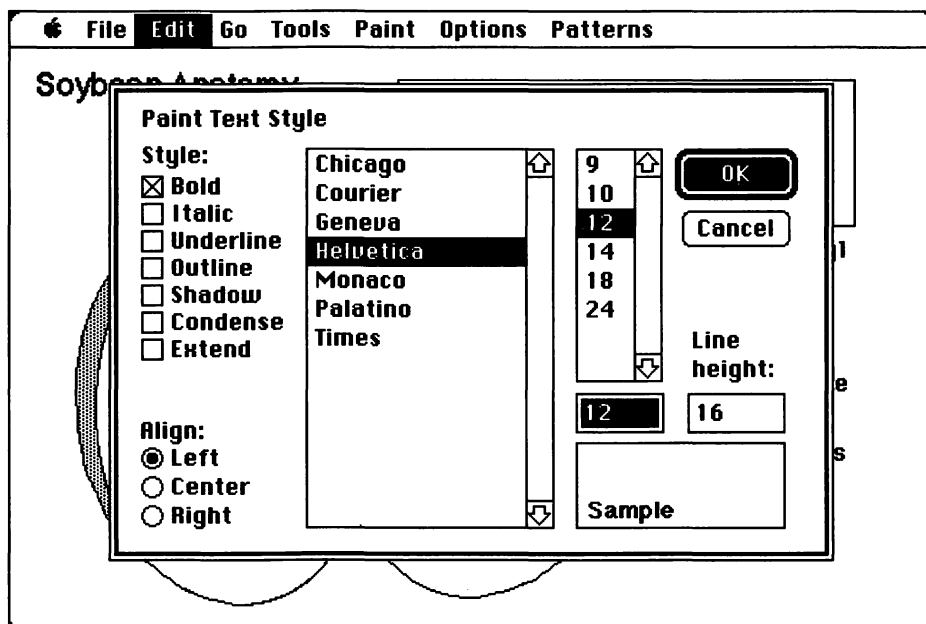 File Edit Go Tools Paint Options Patterns
Soybean Anatomy
Paint Text Style
Style:
Bold
Italic
Underline
Outline
Shadow
Condense
Extend
Align:
Left
Center
Right
Chicago
Courier
Geneva
Helvetica
Monaco
Palatino
Times
9
10
12
14
18
24
12
OK
Cancel
Line
height:
16
Sample